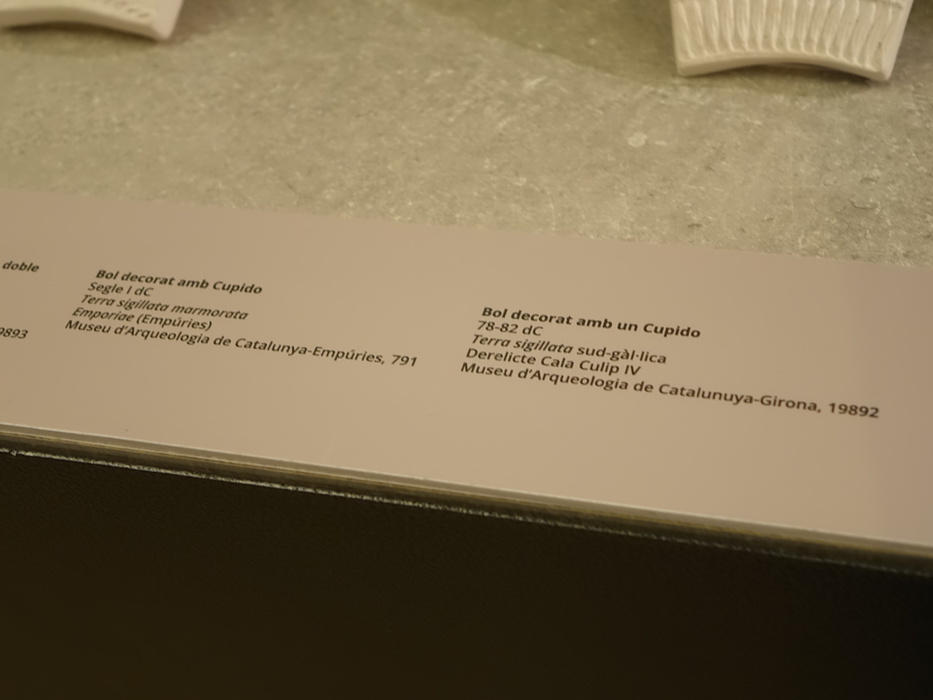 doble
9893
Bol decorat amb Cupido
Segle I dC
Terra sigillata marmorata
Emporiae (Empúries)
Museu d'Arqueologia de Catalunya-Empúries, 791
Bol decorat amb un Cupido
78-82 dC
Terra sigillata sud-gàl·lica
Derelicte Cala Culip IV
Museu d'Arqueologia de Catalunuya-Girona, 19892